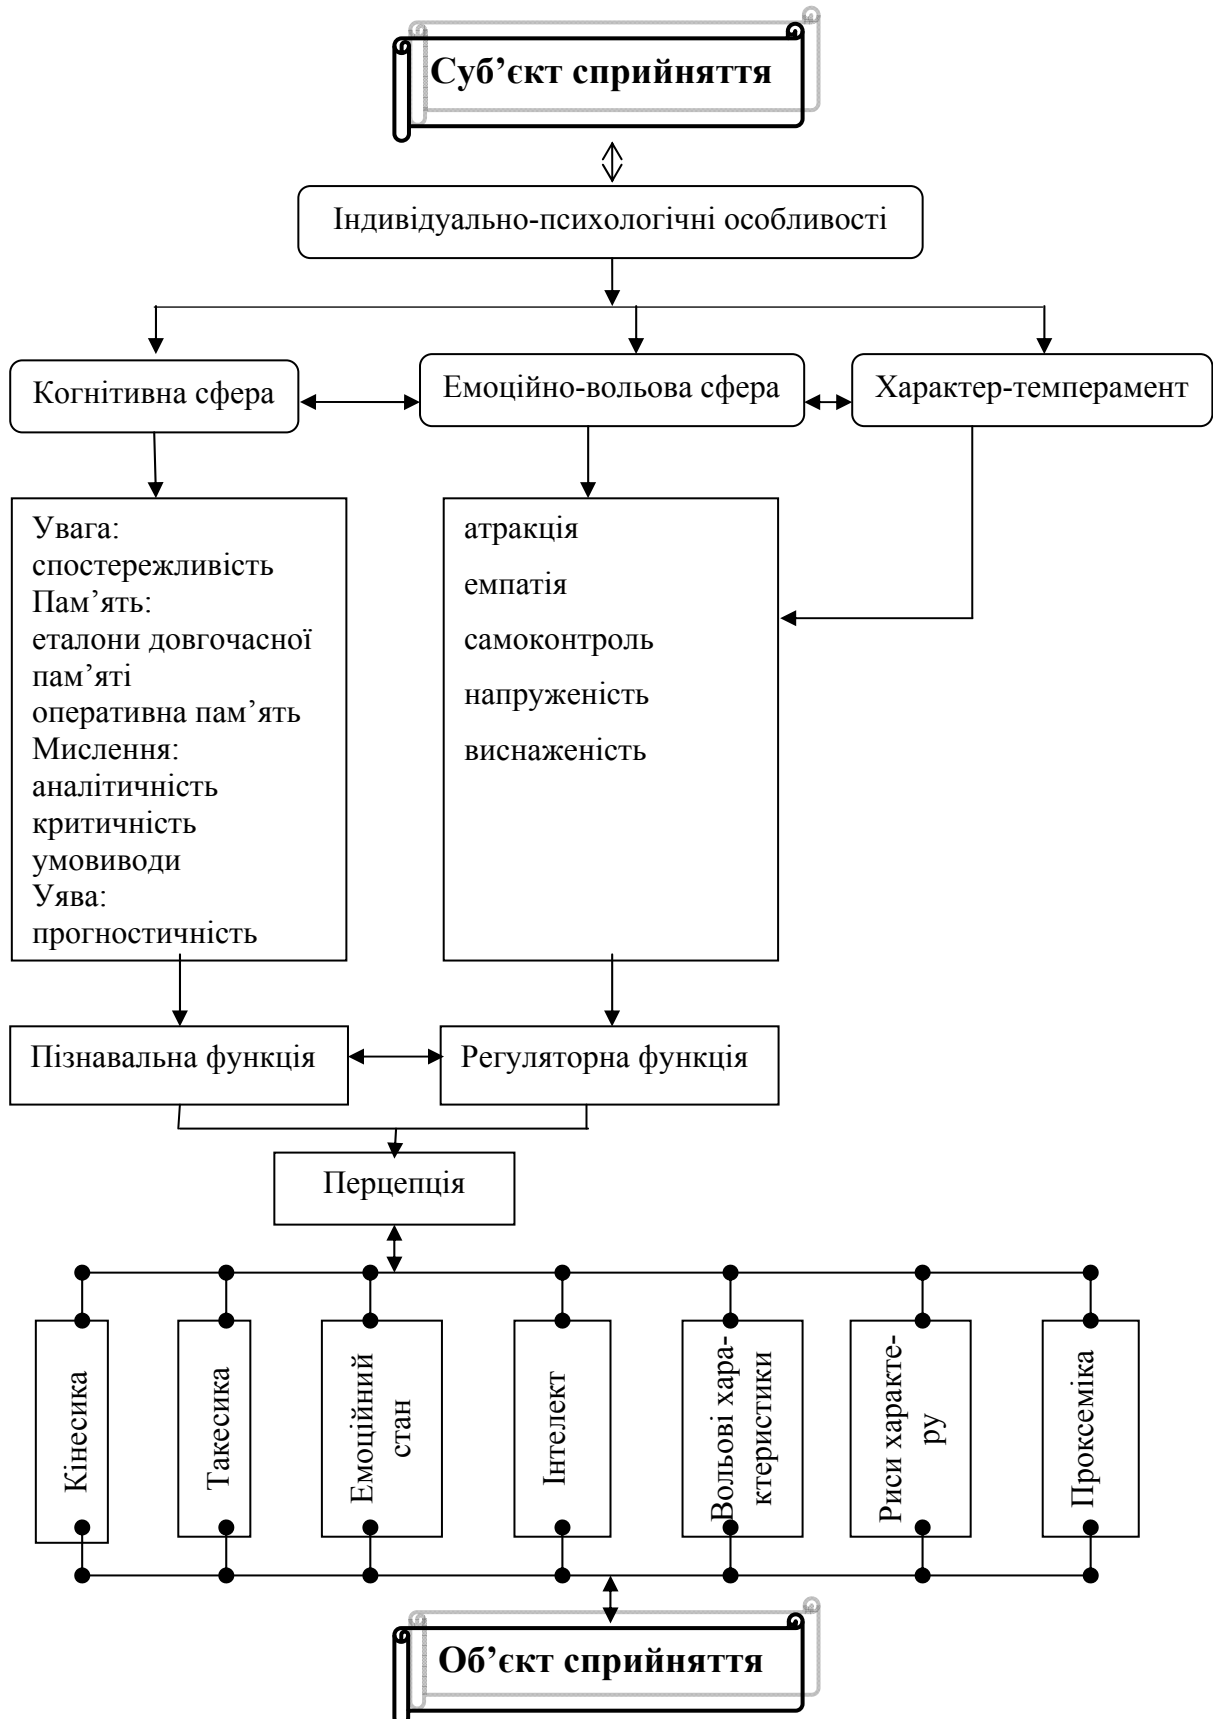 Суб’єкт сприйняття
Індивідуально-психологічні особливості
Когнітивна сфера
Емоційно-вольова сфера
Характер-темперамент
Увага:
спостережливість
Пам’ять:
еталони довгочасної
пам’яті
оперативна пам’ять
Мислення:
аналітичність
критичність
умовиводи
Уява:
прогностичність
атракція
емпатія
самоконтроль
напруженість
виснаженість
Пізнавальна функція
Регуляторна функція
Перцепція
Кінесика
Такесика
Емоційний
стан
Інтелект
Вольові хара-
ктеристики
Риси характе-
ру
Проксеміка
Об’єкт сприйняття